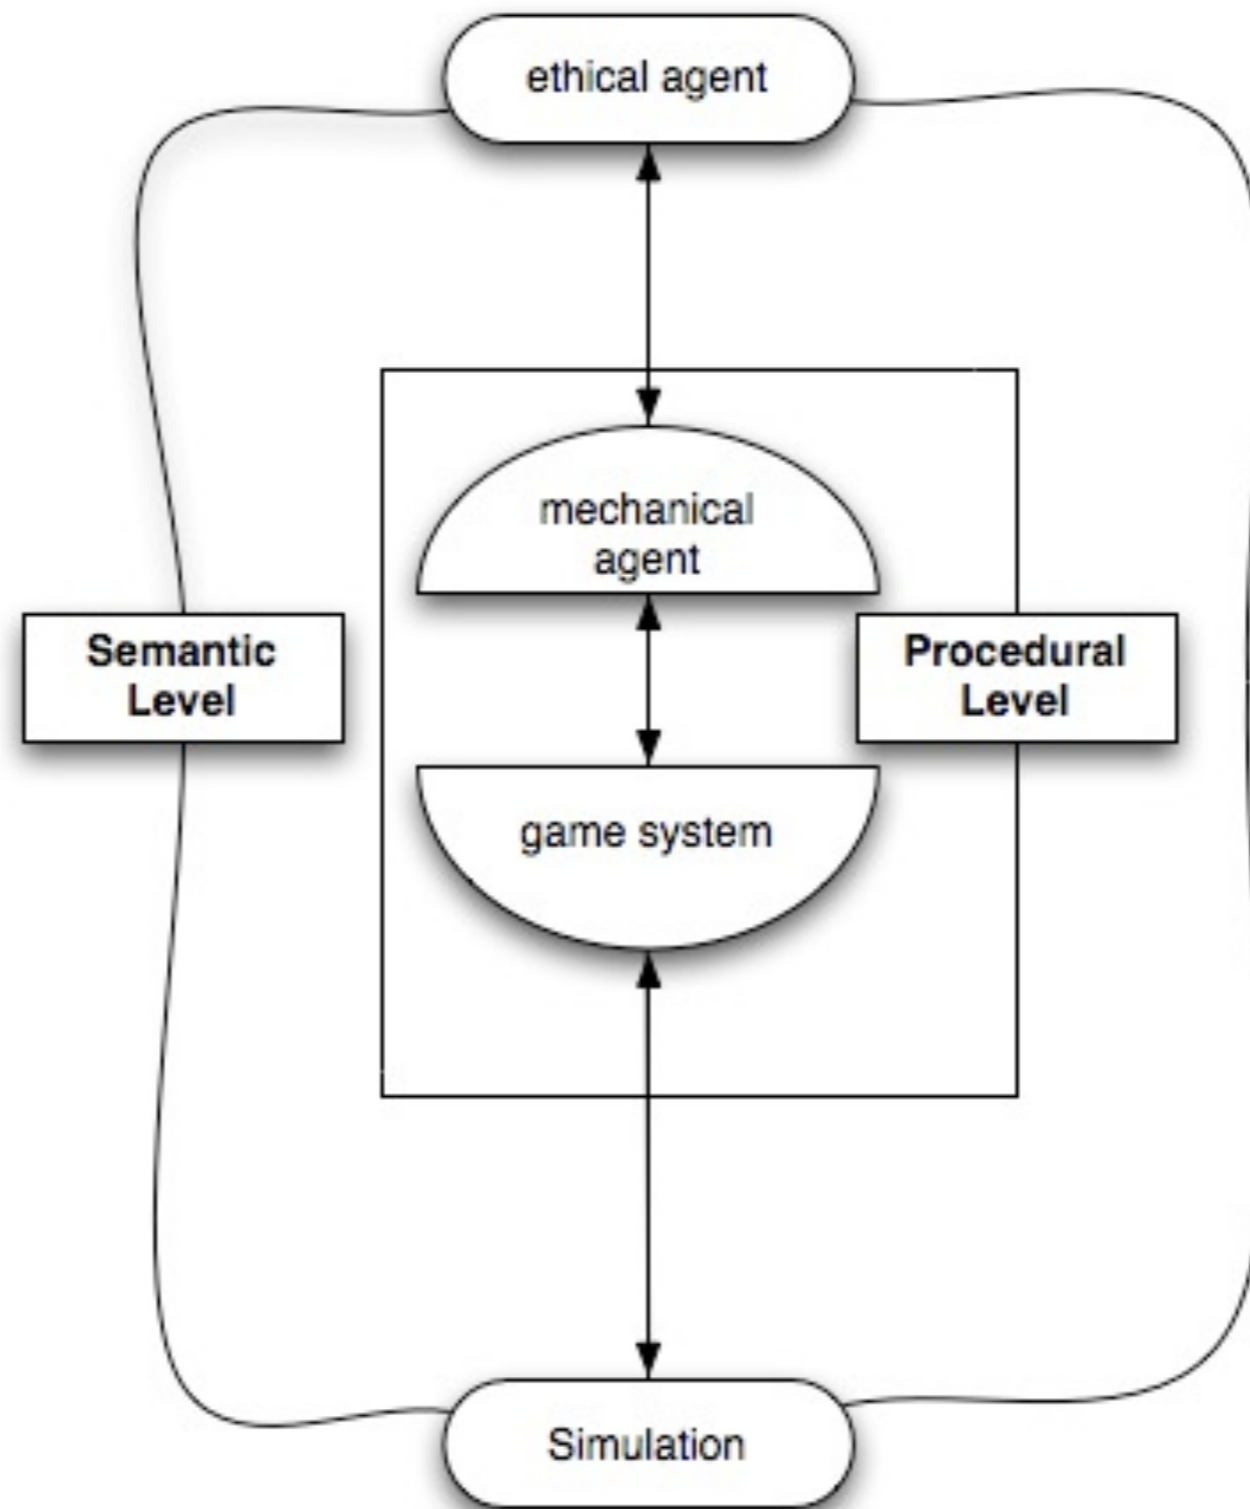 ethical agent
mechanical
agent
Semantic
Level
Procedural
Level
game system
Simulation